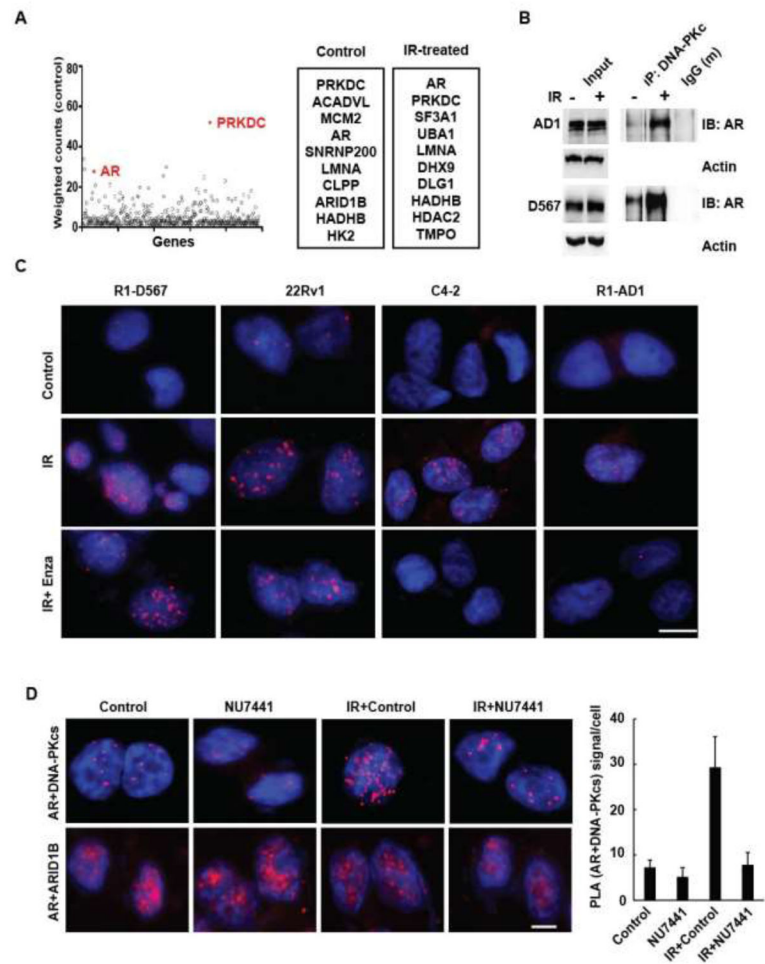 A
Control
IR-treated
Weighted counts (control)
80
60
40
20
0
PRKDC
AR
Genes
PRKDC
ACADVL
MCM2
AR
SNRNP200
LMNA
CLPP
ARID1B
HADHB
HK2
AR
PRKDC
SF3A1
UBA1
LMNA
DHX9
DLG1
HADHB
HDAC2
TMPO
B
Input
IP: DNA-PKc
IgG (m)
IR - + - +
AD1
IB: AR
Actin
D567
IB: AR
Actin
C
R1-D567 22Rv1 C4-2 R1-AD1
Control
IR
IR+ Enza
D
Control NU7441 IR+Control IR+NU7441
AR+DNA-PKcs
AR+ARID1B
PLA (AR+DNA-PKcs) signal/cell
40
30
20
10
0
Control
NU7441
IR+Control
IR+NU7441